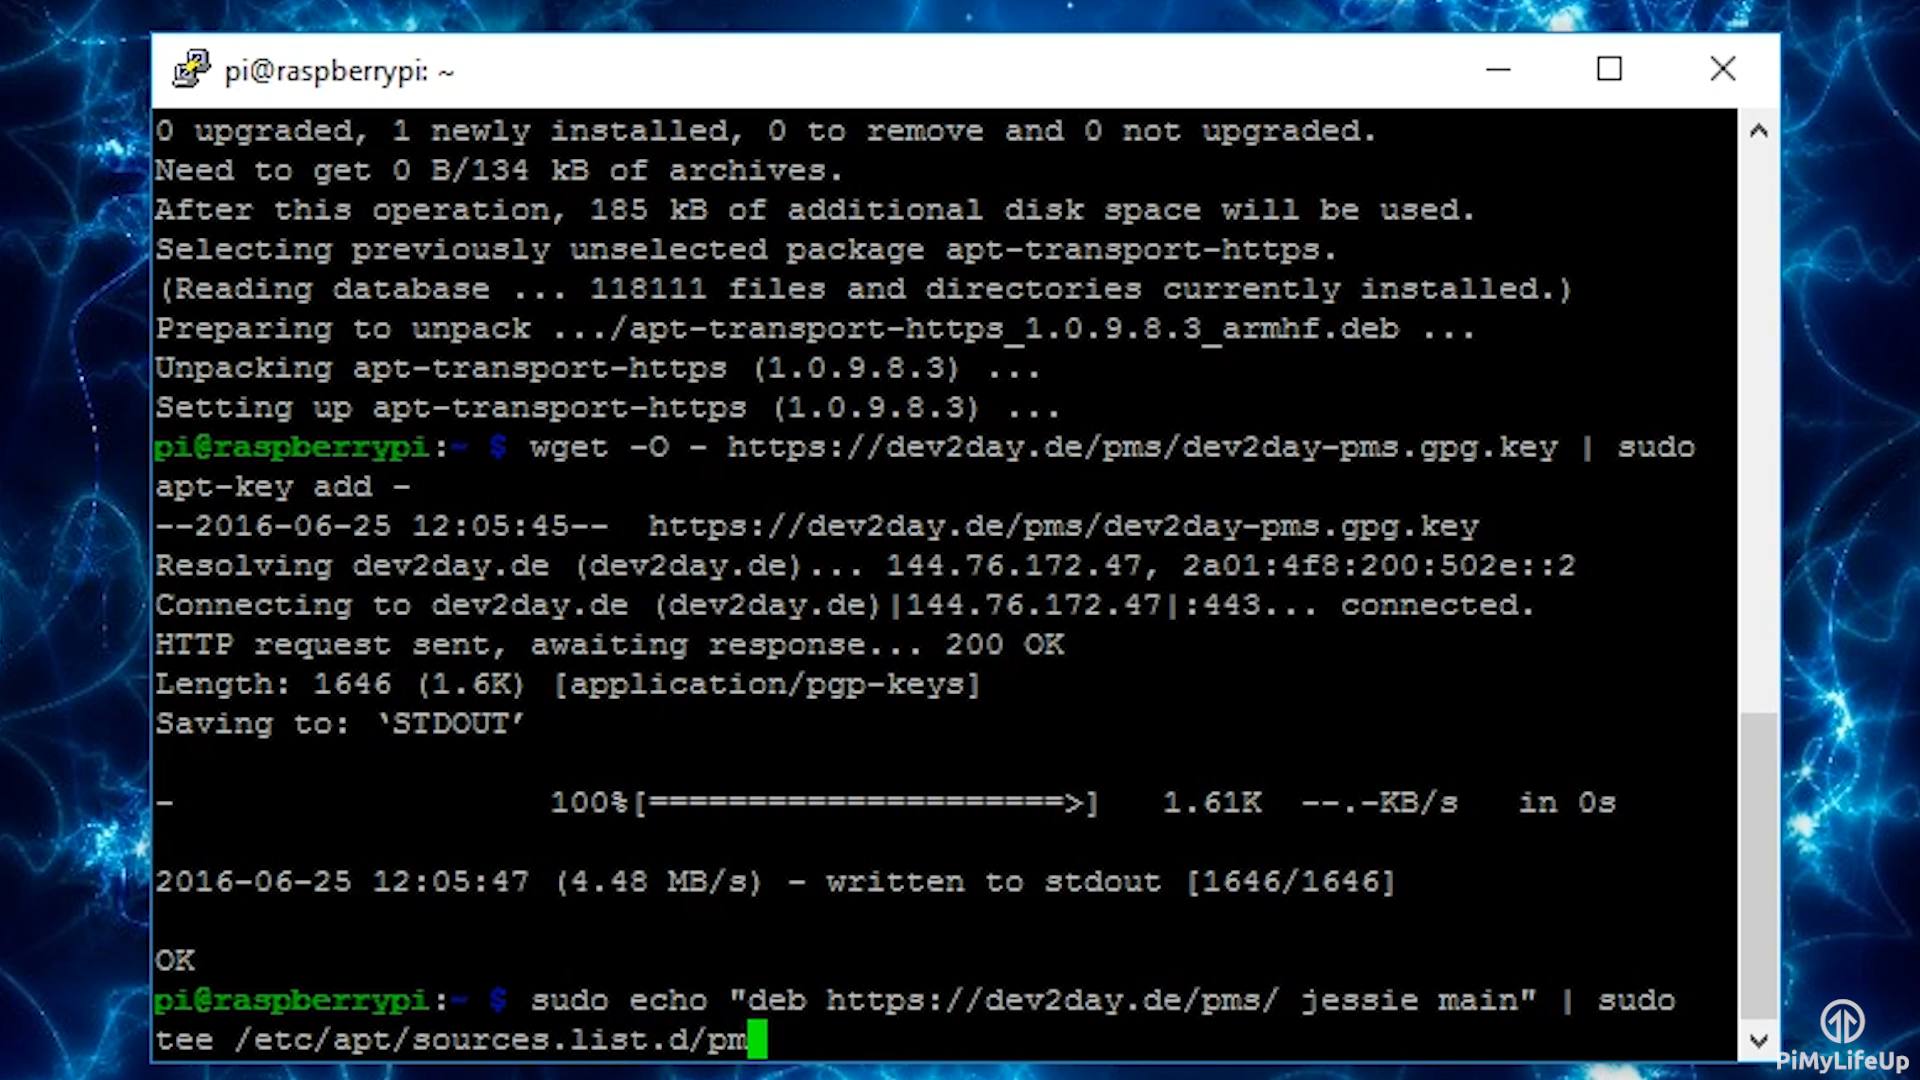 pi@raspberrypi: ~
0 upgraded, 1 newly installed, 0 to remove and 0 not upgraded.
Need to get 0 B/134 kB of archives.
After this operation, 185 kB of additional disk space will be used.
Selecting previously unselected package apt-transport-https.
(Reading database ... 118111 files and directories currently installed.)
Preparing to unpack .../apt-transport-https_1.0.9.8.3_armhf.deb ...
Unpacking apt-transport-https (1.0.9.8.3) ...
Setting up apt-transport-https (1.0.9.8.3) ...
pi@raspberrypi:~ $ wget -O - https://dev2day.de/pms/dev2day-pms.gpg.key | sudo
apt-key add -
--2016-06-25 12:05:45--  https://dev2day.de/pms/dev2day-pms.gpg.key
Resolving dev2day.de (dev2day.de)... 144.76.172.47, 2a01:4f8:200:502e::2
Connecting to dev2day.de (dev2day.de)|144.76.172.47|:443... connected.
HTTP request sent, awaiting response... 200 OK
Length: 1646 (1.6K) [application/pgp-keys]
Saving to: ‘STDOUT’
-                   100%[=====================>]   1.61K  --.-KB/s   in 0s
2016-06-25 12:05:47 (4.48 MB/s) - written to stdout [1646/1646]
OK
pi@raspberrypi:~ $ sudo echo "deb https://dev2day.de/pms/ jessie main" | sudo
tee /etc/apt/sources.list.d/pm
PiMyLifeUp